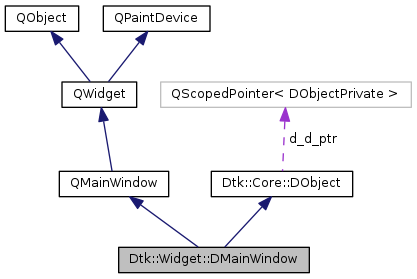 QObject
QPaintDevice
QWidget
QScopedPointer< DObjectPrivate >
d_d_ptr
QMainWindow
Dtk::Core::DObject
Dtk::Widget::DMainWindow